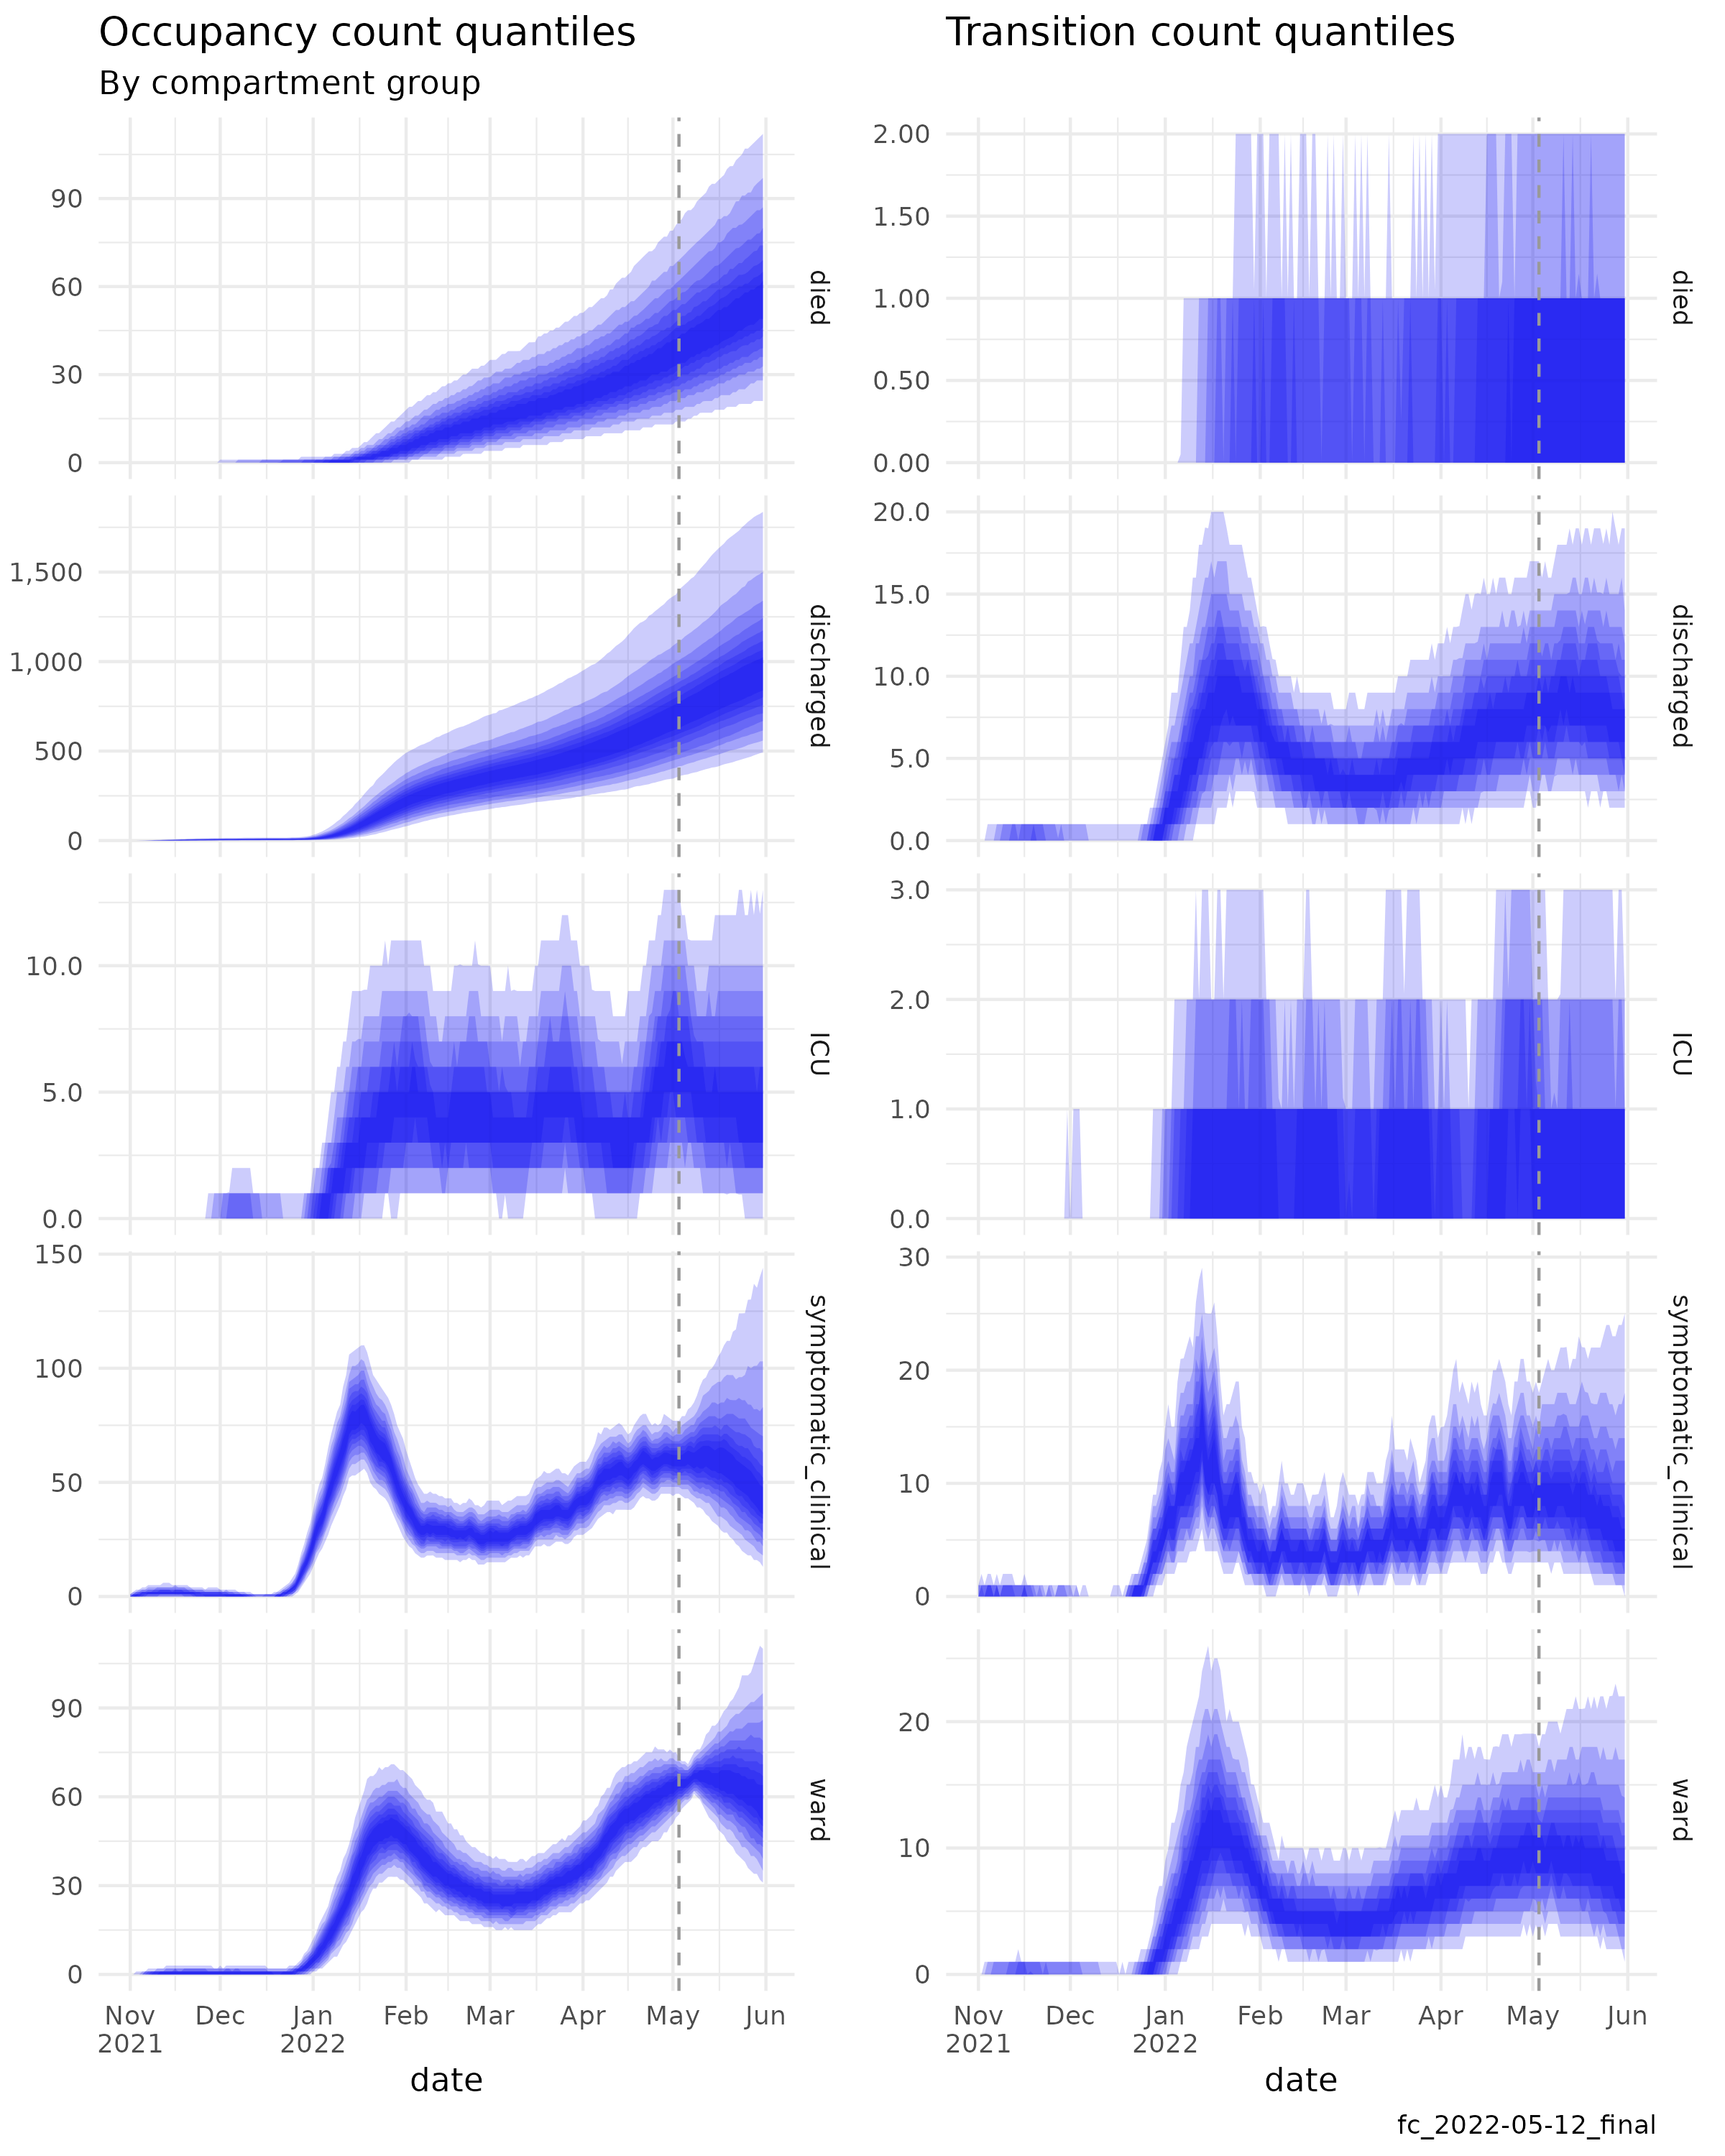 Occupancy count quantiles
By compartment group
90
60
30
0
died
1,500
1,000
500
0
discharged
10.0
5.0
0.0
ICU
150
100
50
0
symptomatic_clinical
90
60
30
0
ward
Nov Dec Jan Feb Mar Apr May Jun
2021 2022
date
Transition count quantiles
2.00
1.50
1.00
0.50
0.00
died
20.0
15.0
10.0
5.0
0.0
discharged
3.0
2.0
1.0
0.0
ICU
30
20
10
0
symptomatic_clinical
20
10
0
ward
Nov Dec Jan Feb Mar Apr May Jun
2021 2022
date
fc_2022-05-12_final